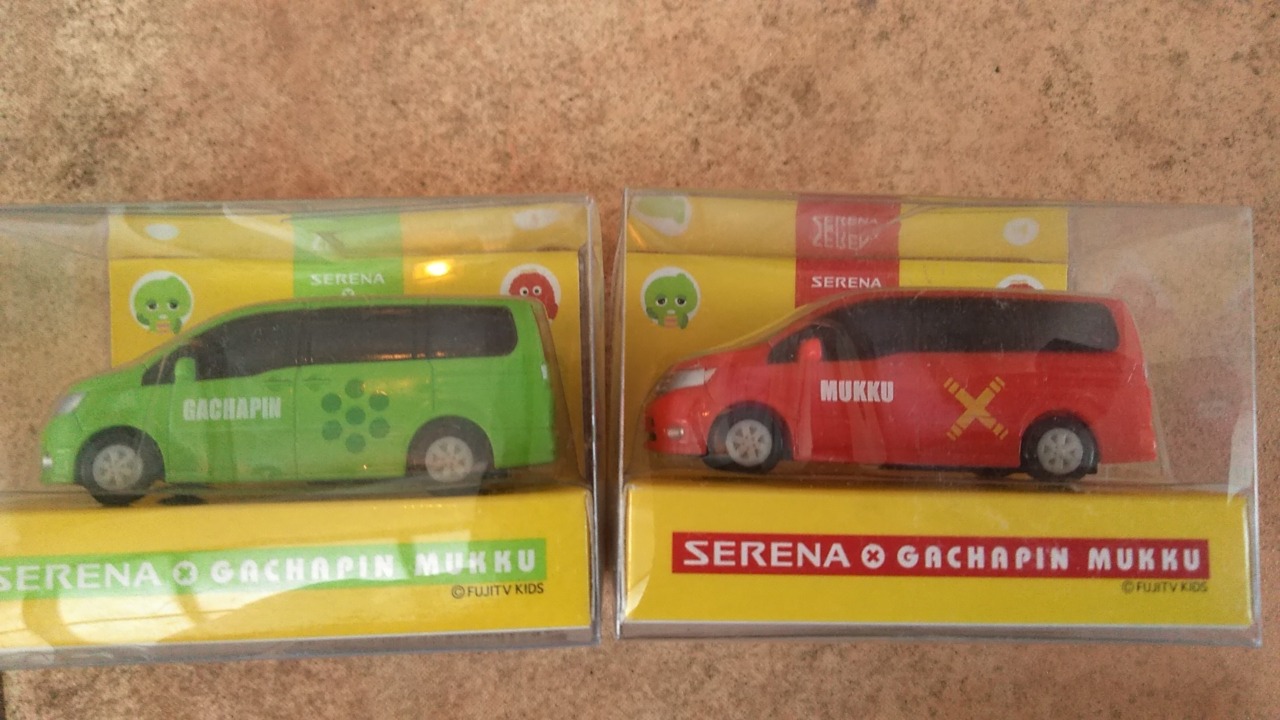 SERENA
GACHAPIN
SERENA × GACHAPIN MUKKU
©FUJITV KIDS
SERENA
SERENA
MUKKU
SERENA × GACHAPIN MUKKU
©FUJITV KIDS